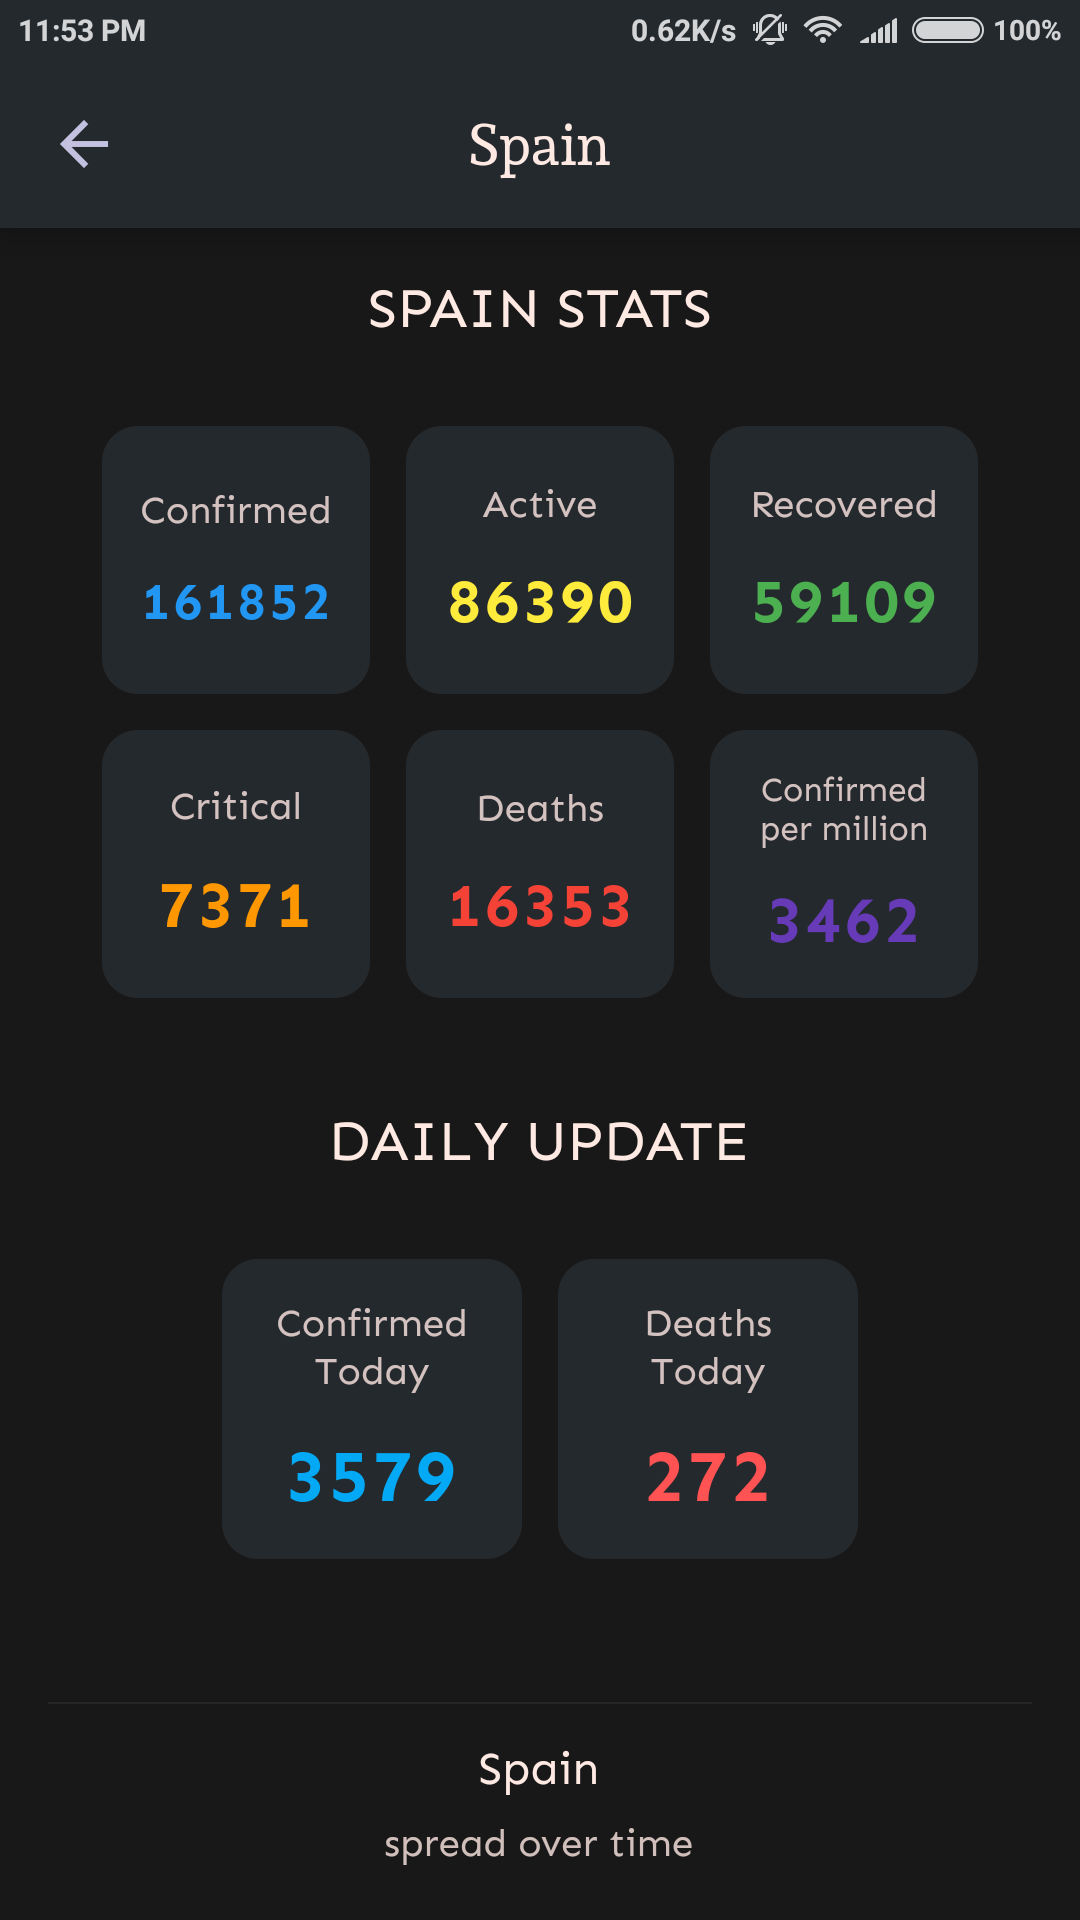 11:53 PM 0.62K/s 100%
Spain
SPAIN STATS
Confirmed
161852
Active
86390
Recovered
59109
Critical
7371
Deaths
16353
Confirmed
per million
3462
DAILY UPDATE
Confirmed
Today
3579
Deaths
Today
272
Spain
spread over time